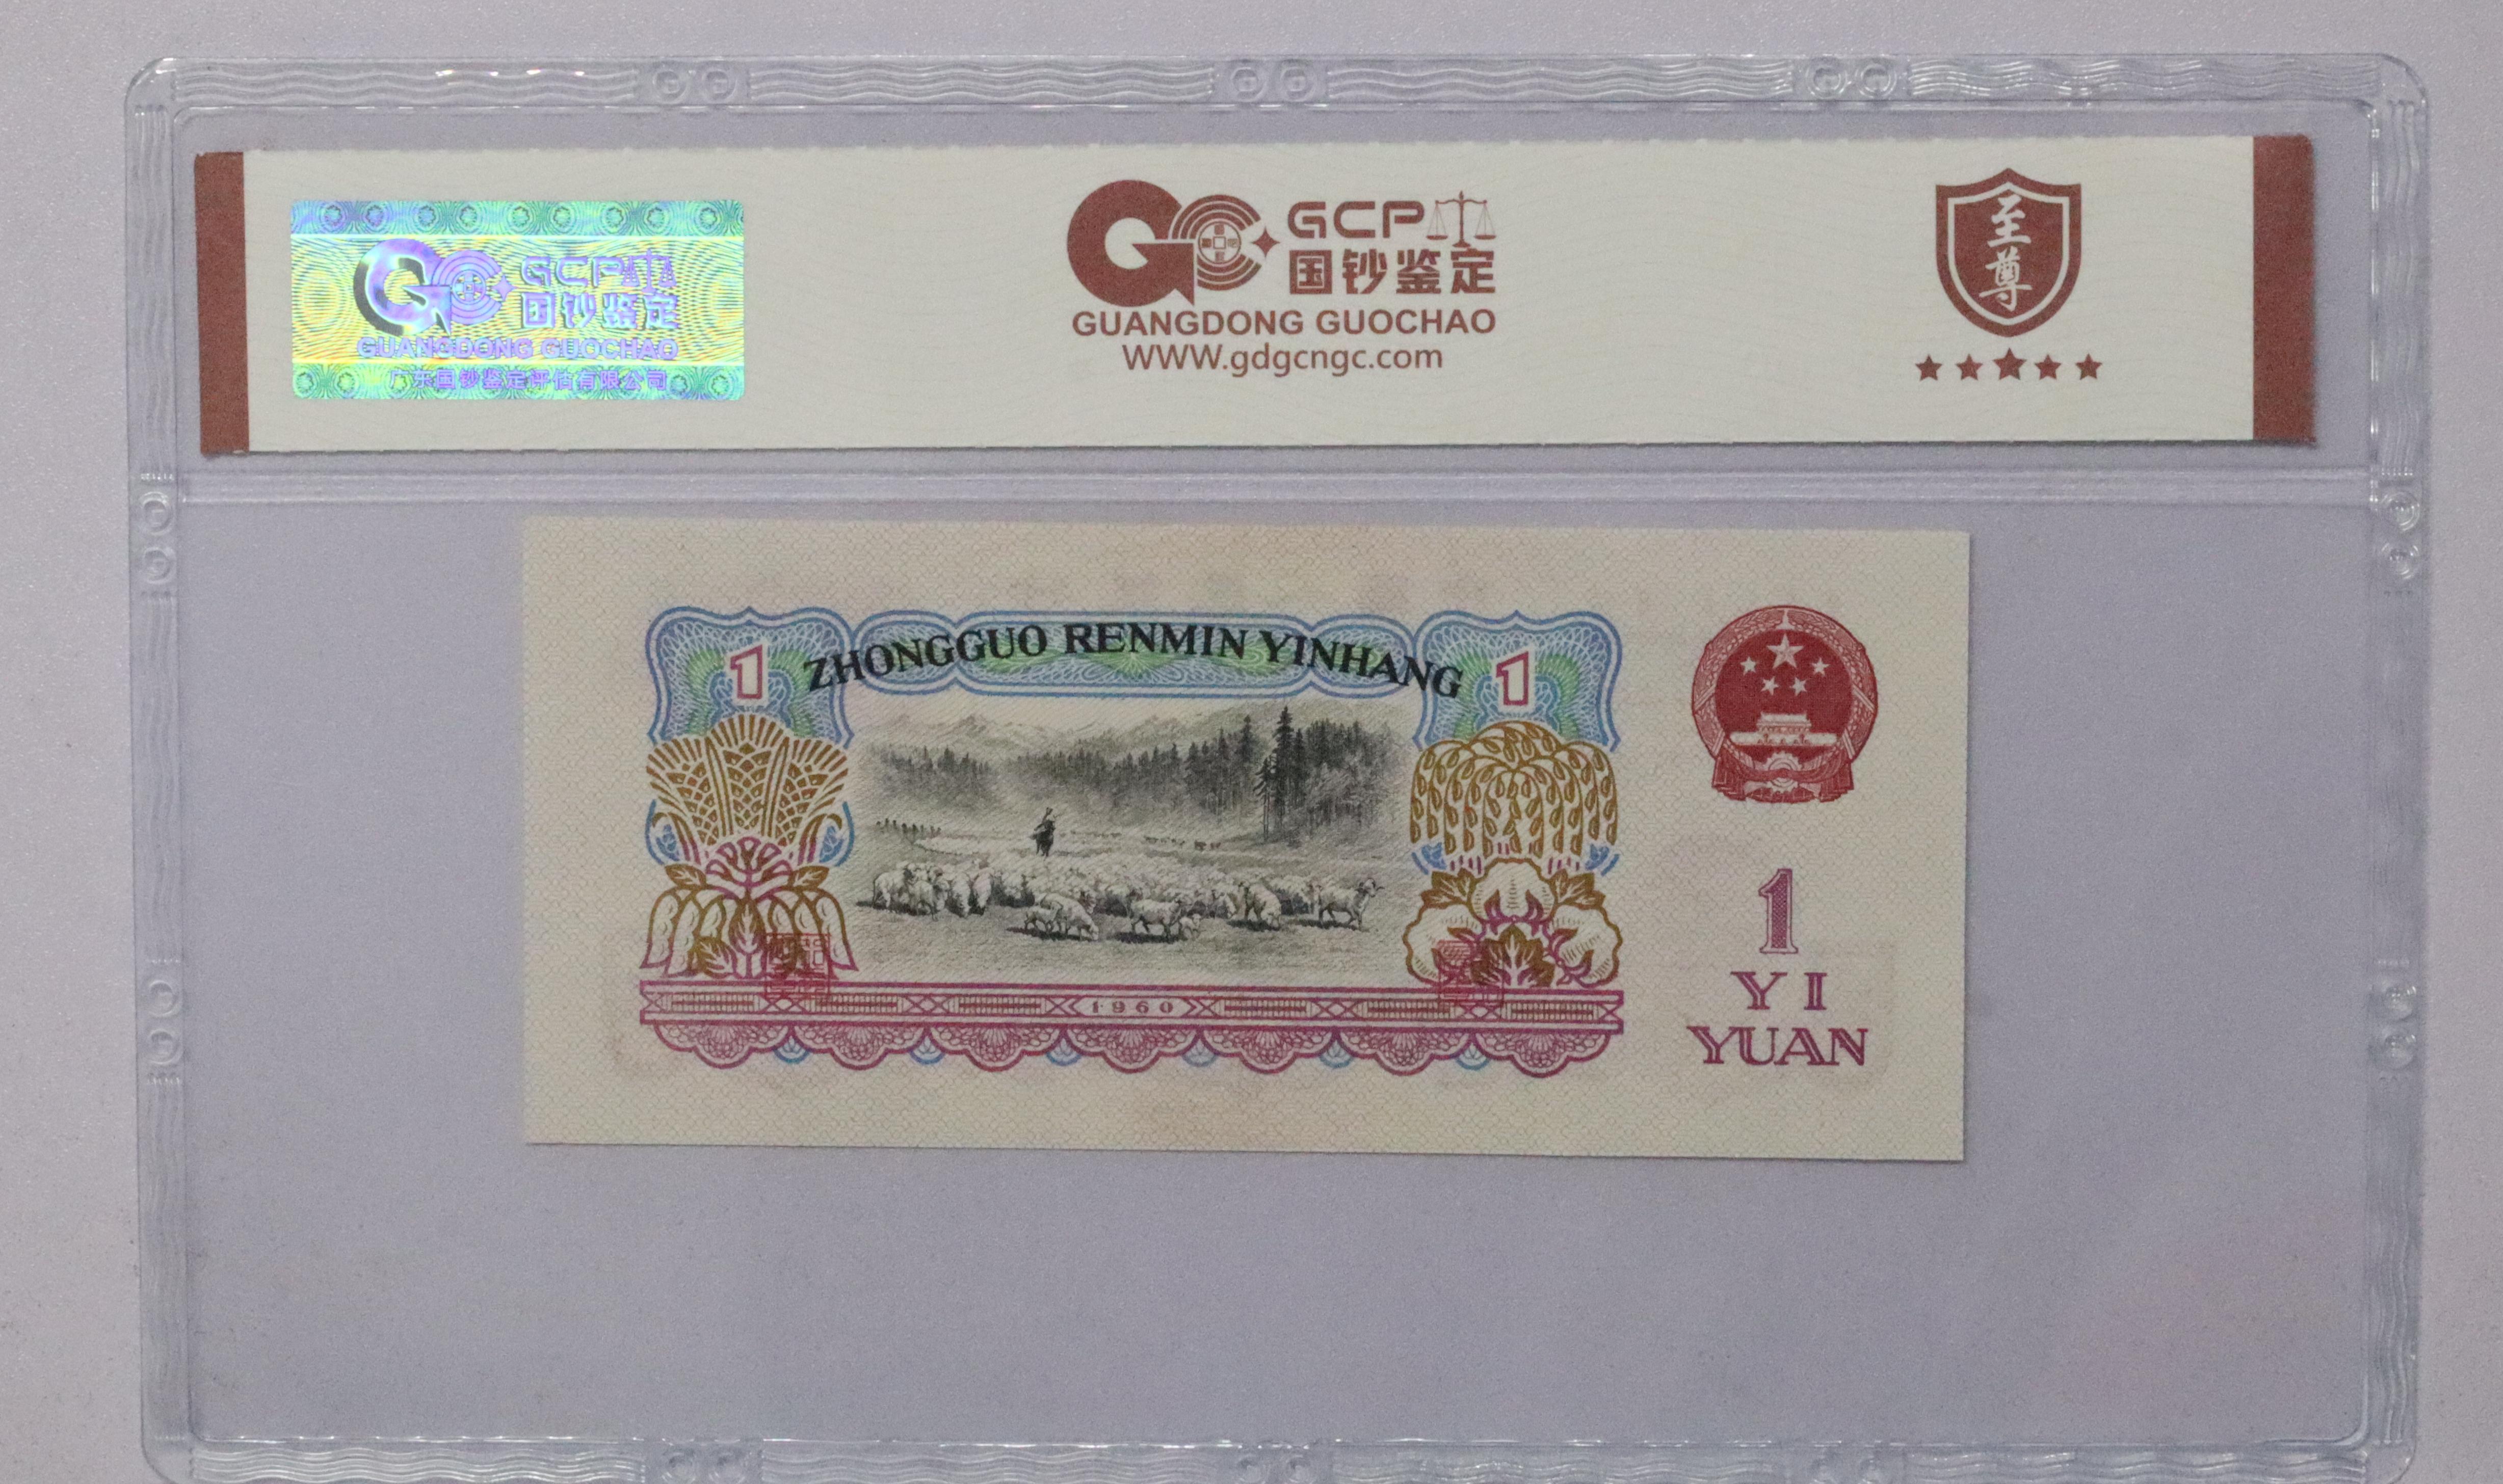 GCP
国钞鉴定
GUANGDONG GUOCHAO
广东国钞鉴定评估有限公司
GCP
国钞鉴定
GUANGDONG GUOCHAO
WWW.gdgcngc.com
至尊
ZHONGGUO RENMIN YINHANG
1
1
1960
1
YI
YUAN